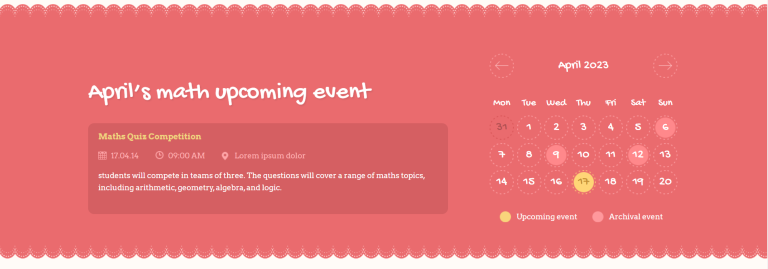 April's math upcoming event
Maths Quiz Competition
17.04.14 09:00 AM Lorem ipsum dolor
students will compete in teams of three. The questions will cover a range of maths topics,
including arithmetic, geometry, algebra, and logic.
April 2023
Mon Tue Wed Thu Fri Sat Sun
31 1 2 3 4 5 6
7 8 9 10 11 12 13
14 15 16 17 18 19 20
Upcoming event Archival event